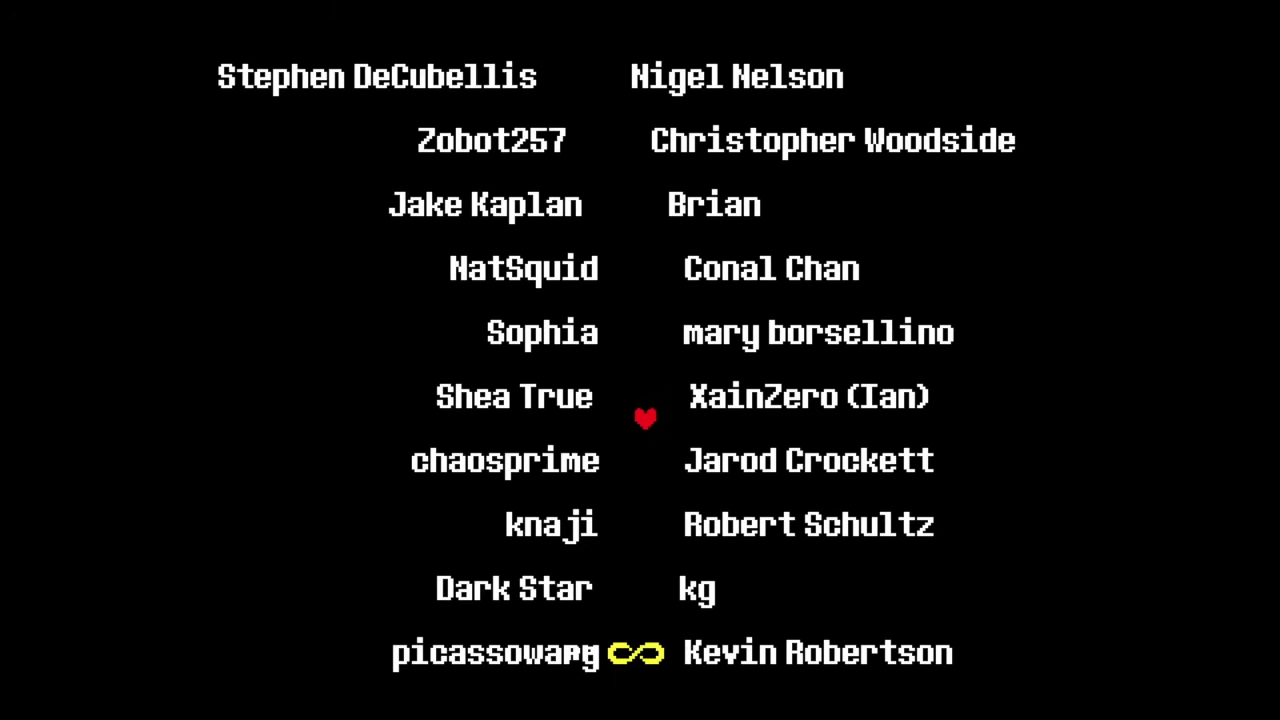 Stephen DeCubellis Nigel Nelson
Zobot257 Christopher Woodside
Jake Kaplan Brian
NatSquid Conal Chan
Sophia mary borsellino
Shea True XainZero (Ian)
chaosprime Jarod Crockett
knaji Robert Schultz
Dark Star kg
picassowang Kevin Robertson